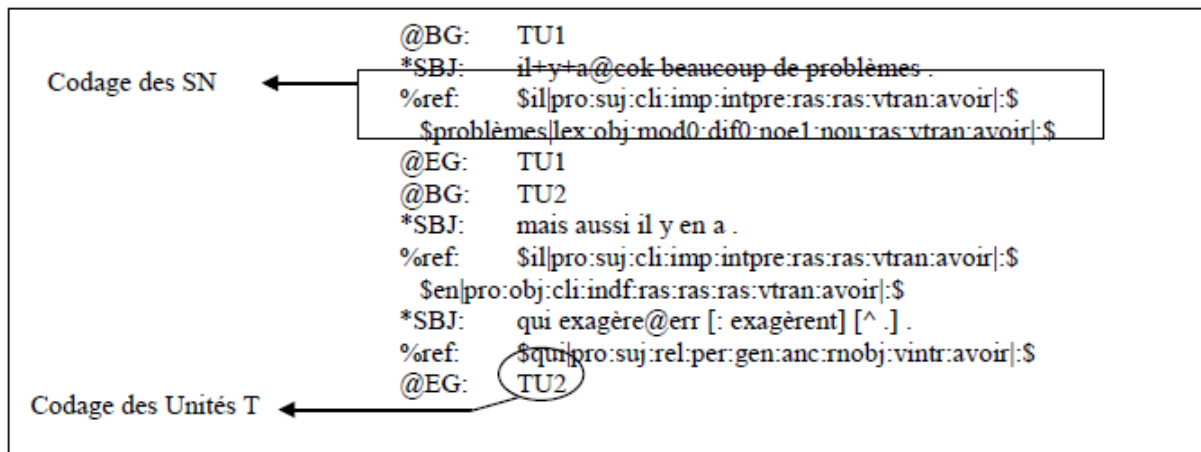 @BG: TU1
*SBJ: il+y+a@cok beaucoup de problèmes .
Codage des SN
%ref: $il|pro:suj:cli:imp:intpre:ras:ras:vtran:avoir|:$
$problèmes|lex:obj:mod0:dif0:noe1:nou:ras:vtran:avoir|:$
@EG: TU1
@BG: TU2
*SBJ: mais aussi il y en a .
%ref: $il|pro:suj:cli:imp:intpre:ras:ras:vtran:avoir|:$
$en|pro:obj:cli:indf:ras:ras:ras:vtran:avoir|:$
*SBJ: qui exagère@err [: exagèrent] [^ .] .
%ref: $qui|pro:suj:rel:per:gen:anc:rnobj:vintr:avoir|:$
@EG: TU2
Codage des Unités T